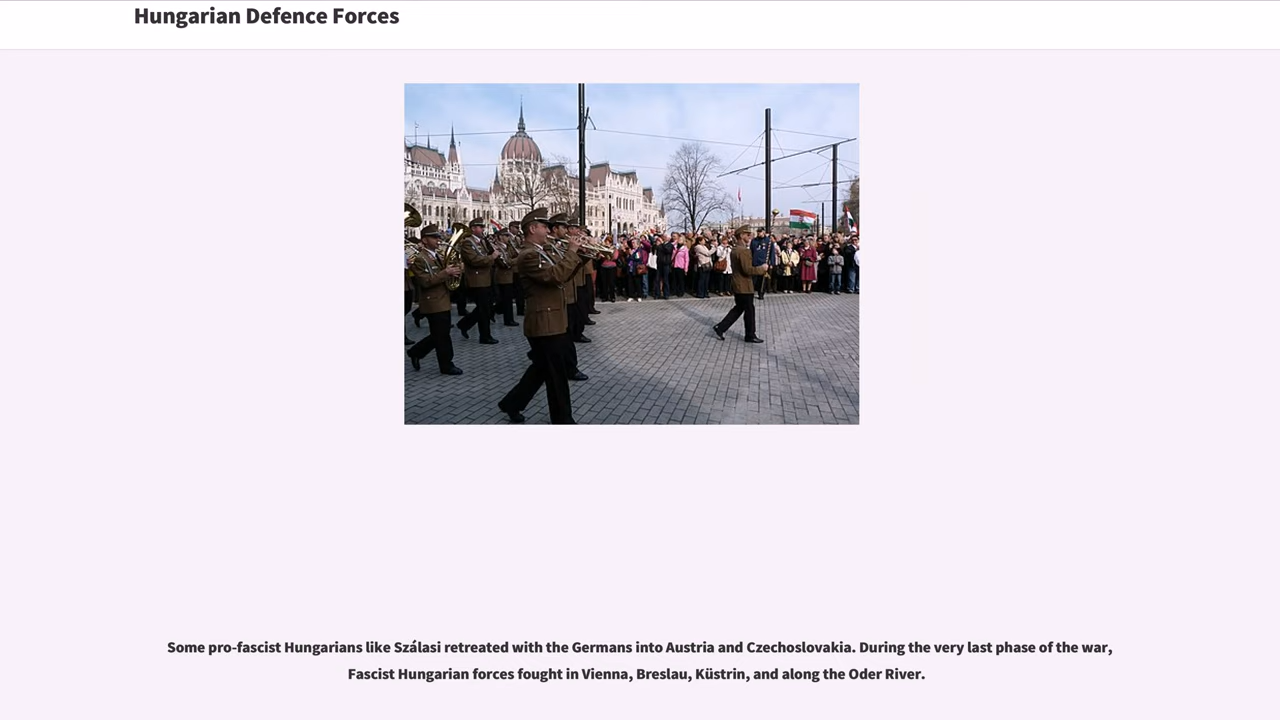 Hungarian Defence Forces
Some pro-fascist Hungarians like Szálasi retreated with the Germans into Austria and Czechoslovakia. During the very last phase of the war,
Fascist Hungarian forces fought in Vienna, Breslau, Küstrin, and along the Oder River.